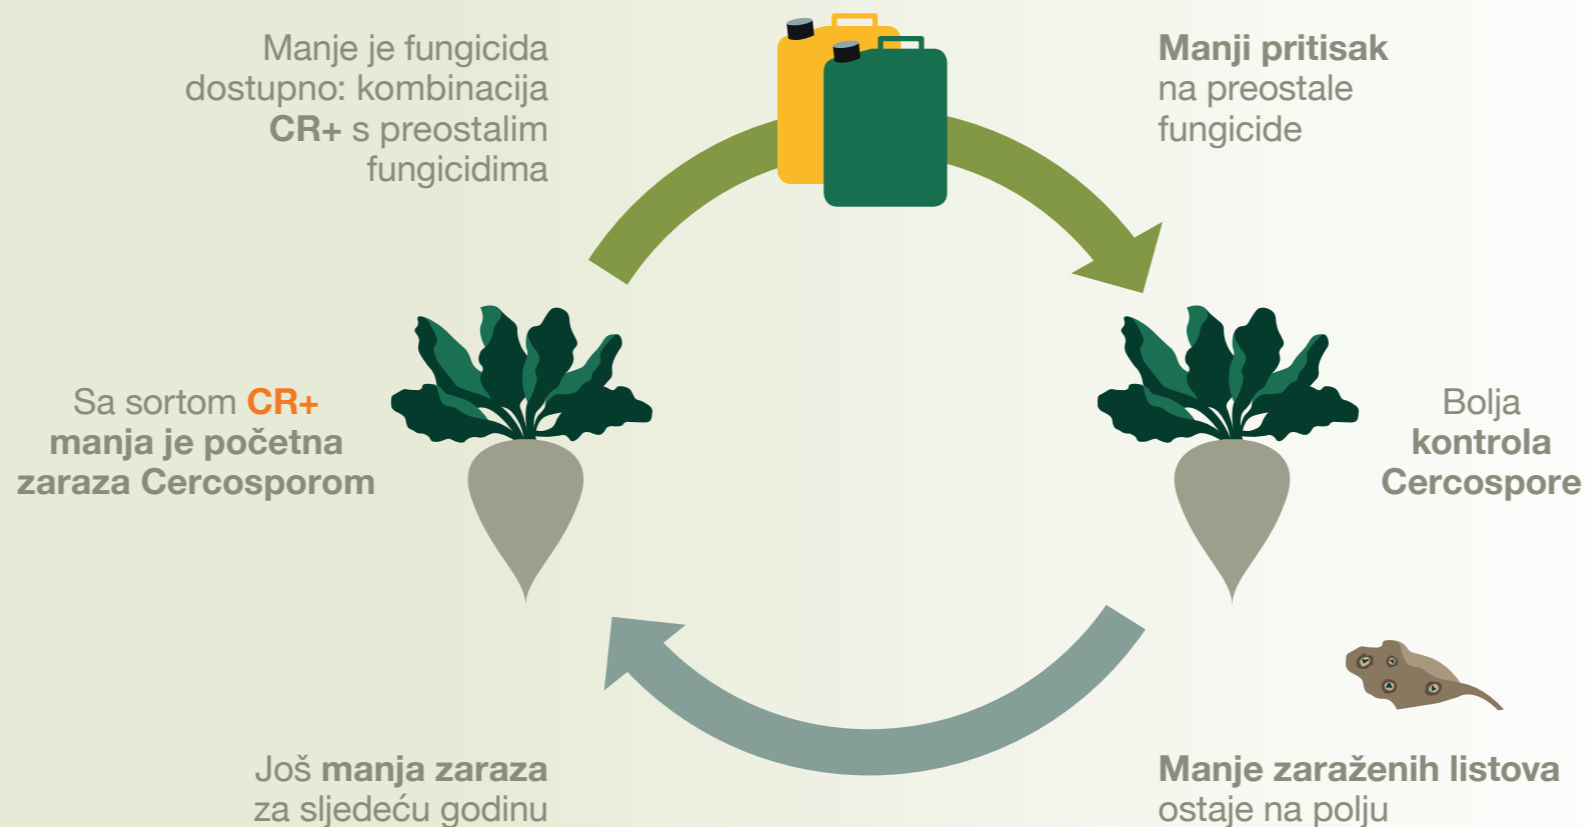 Manje je fungicida
dostupno: kombinacija
CR+ s preostalim
fungicidima
Manji pritisak
na preostale
fungicide
Sa sortom CR+
manja je početna
zaraza Cercosporom
Bolja
kontrola
Cercospore
Još manja zaraza
za sljedeću godinu
Manje zaraženih listova
ostaje na polju